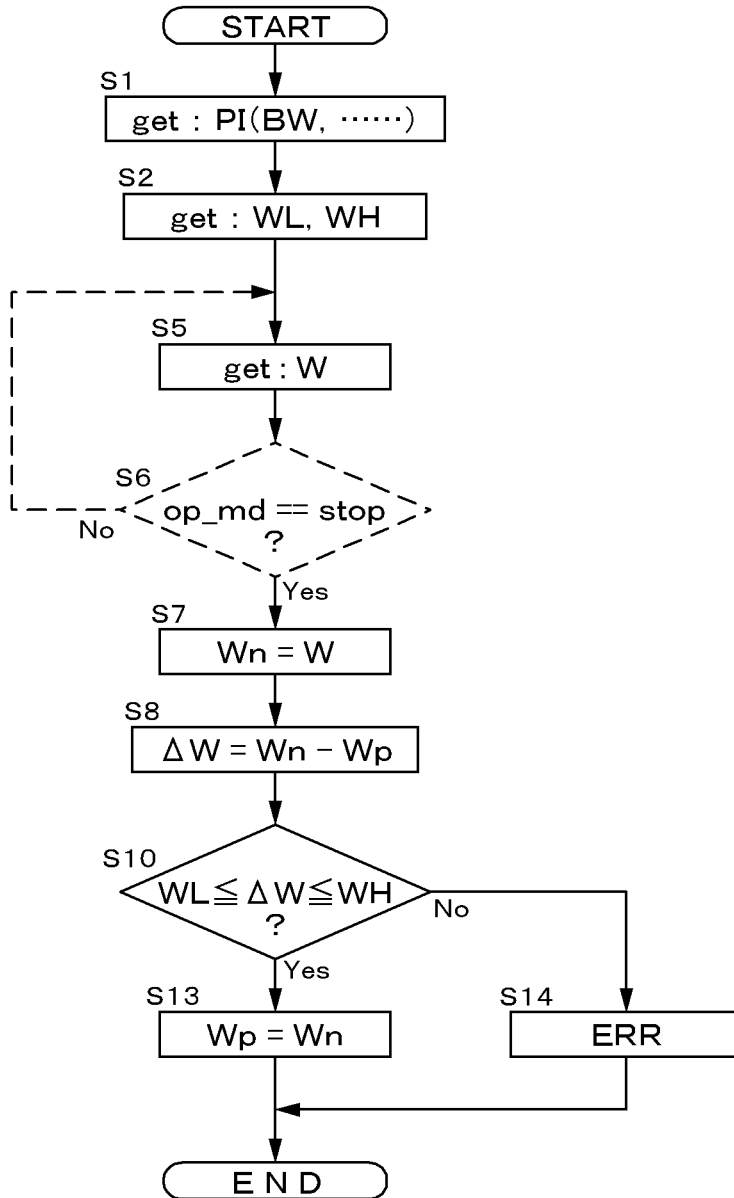 START
S1
get : PI(BW, ……)
S2
get : WL, WH
S5
get : W
S6
op_md == stop
?
No
Yes
S7
Wn = W
S8
ΔW = Wn - Wp
S10
WL≦ΔW≦WH
?
No
Yes
S13
Wp = Wn
S14
ERR
END